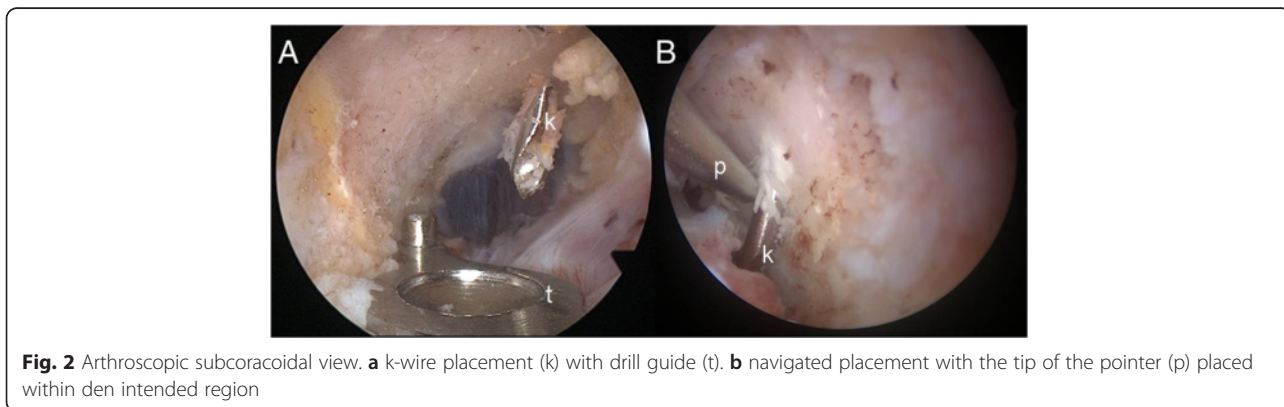 A
B
k
p
k
t
Fig. 2 Arthroscopic subcoracoidal view. a k-wire placement (k) with drill guide (t). b navigated placement with the tip of the pointer (p) placed
within den intended region